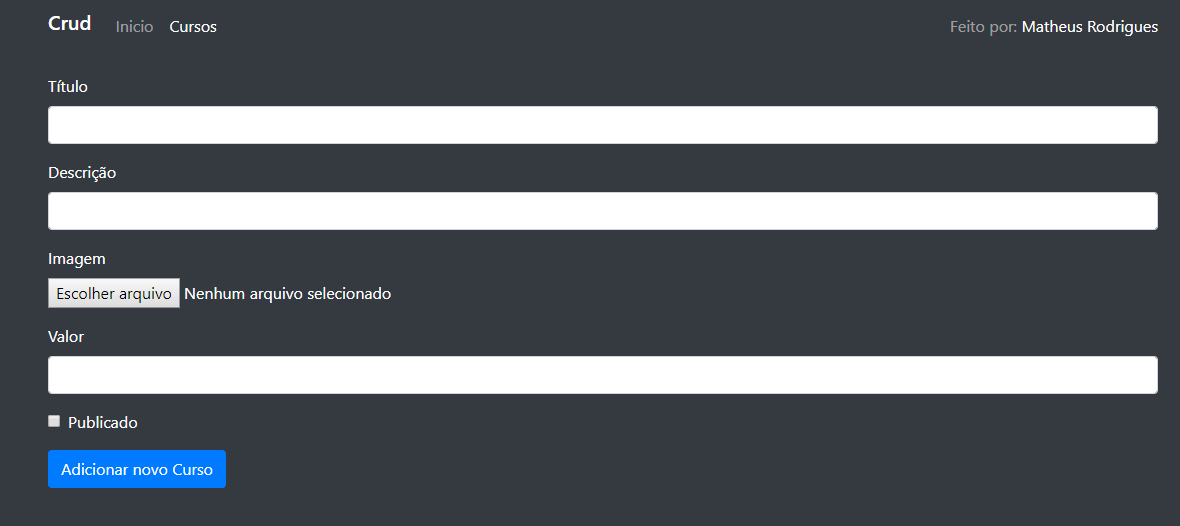 Crud Inicio Cursos Feito por: Matheus Rodrigues
Título
Descrição
Imagem
Escolher arquivo Nenhum arquivo selecionado
Valor
Publicado
Adicionar novo Curso